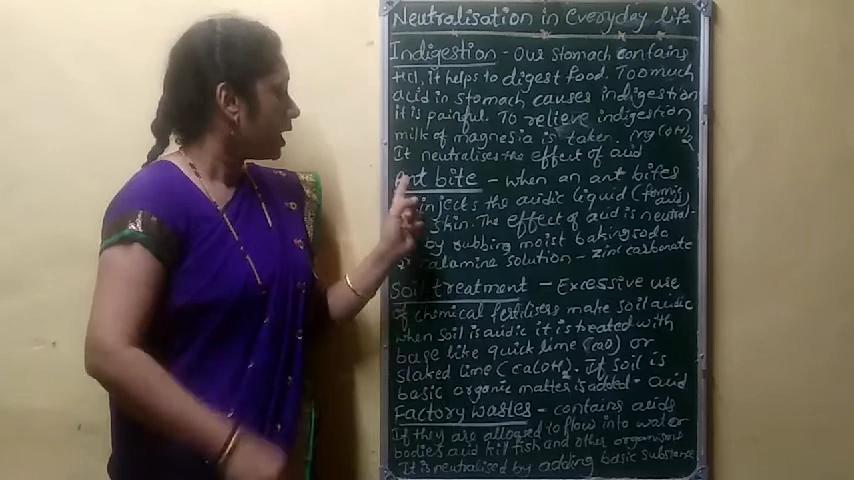 Neutralisation in everyday life
Indigestion - Our stomach contains
Hcl, it helps to digest food. Too much
acid in stomach causes indigestion
it is painful. To relieve indigestion
milk of magnesia is taken. Mg(OH)2
It neutralises the effect of acid
ant bite - when an ant bites
injects the acidic liquid (formic acid)
skin. The effect of acid is neutral-
by rubbing moist baking soda
calamine solution - zinc carbonate
Soil treatment - Excessive use
of chemical fertilisers make soil acidic
when soil is acidic it is treated with
base like quick lime (cao) or
slaked lime (ca(OH)2. If soil is
basic organic matter is added - acid
Factory wastes - contains acids
If they are allowed to flow into water
bodies acid kill fish and other organisms
It is neutralised by adding basic substance